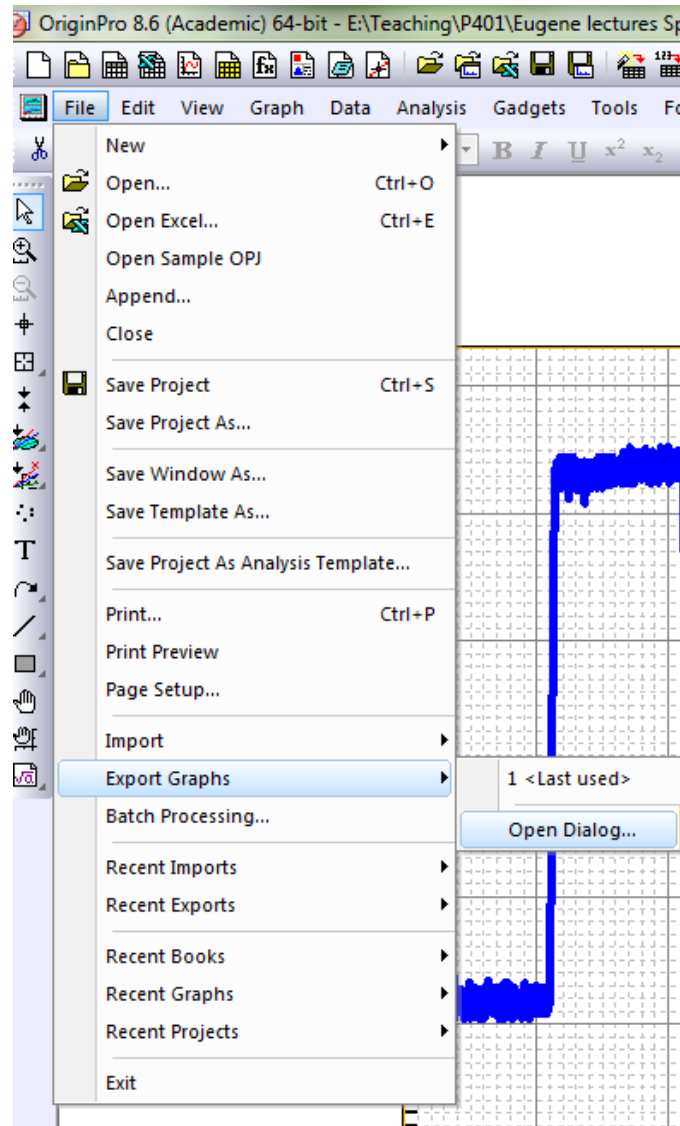 OriginPro 8.6 (Academic) 64-bit - E:\Teaching\P401\Eugene lectures Sp
File Edit View Graph Data Analysis Gadgets Tools Fo
B I U x² x₂
New
Open... Ctrl+O
Open Excel... Ctrl+E
Open Sample OPJ
Append...
Close
Save Project Ctrl+S
Save Project As...
Save Window As...
Save Template As...
T
Save Project As Analysis Template...
Print... Ctrl+P
Print Preview
Page Setup...
Import
Export Graphs 1 <Last used>
Batch Processing... Open Dialog...
Recent Imports
Recent Exports
Recent Books
Recent Graphs
Recent Projects
Exit